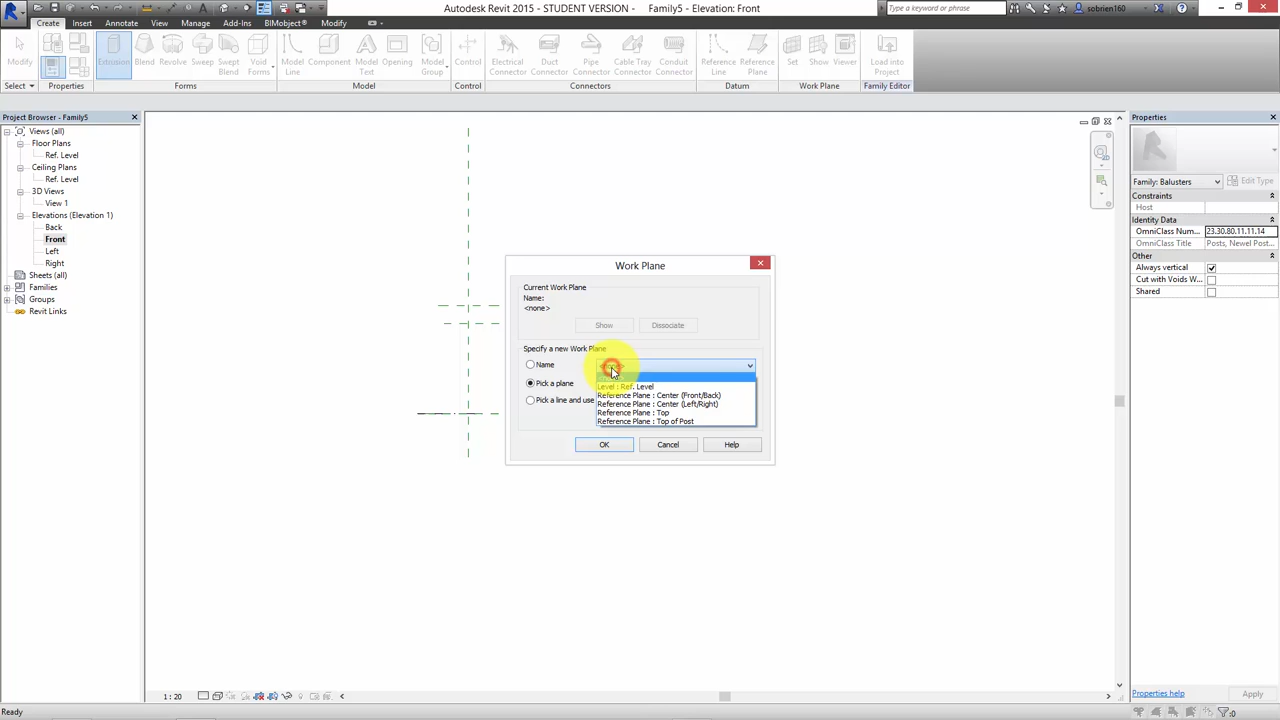 Autodesk Revit 2015 - STUDENT VERSION - Family5 - Elevation: Front
Type a keyword or phrase
sobrien160
Create Insert Annotate View Manage Add-Ins BIMobject® Modify
Modify Extrusion Blend Revolve Sweep Swept Blend Void Forms Model Line Component Model Text Opening Model Group Control Electrical Connector Duct Connector Pipe Connector Cable Tray Connector Conduit Connector Reference Line Reference Plane Set Show Viewer Load into Project
Select Properties Forms Model Control Connectors Datum Work Plane Family Editor
Project Browser - Family5
Views (all)
Floor Plans
Ref. Level
Ceiling Plans
Ref. Level
3D Views
View 1
Elevations (Elevation 1)
Back
Front
Left
Right
Sheets (all)
Families
Groups
Revit Links
Work Plane
Current Work Plane
Name:
<none>
Show Dissociate
Specify a new Work Plane
Name
Pick a plane
Pick a line and use
Level : Ref. Level
Reference Plane : Center (Front/Back)
Reference Plane : Center (Left/Right)
Reference Plane : Top
Reference Plane : Top of Post
OK Cancel Help
Properties
Family: Balusters Edit Type
Constraints
Host
Identity Data
OmniClass Num... 23.30.80.11.11.14
OmniClass Title Posts, Newel Post...
Other
Always vertical
Cut with Voids W...
Shared
Properties help Apply
1 : 20
Ready
:0